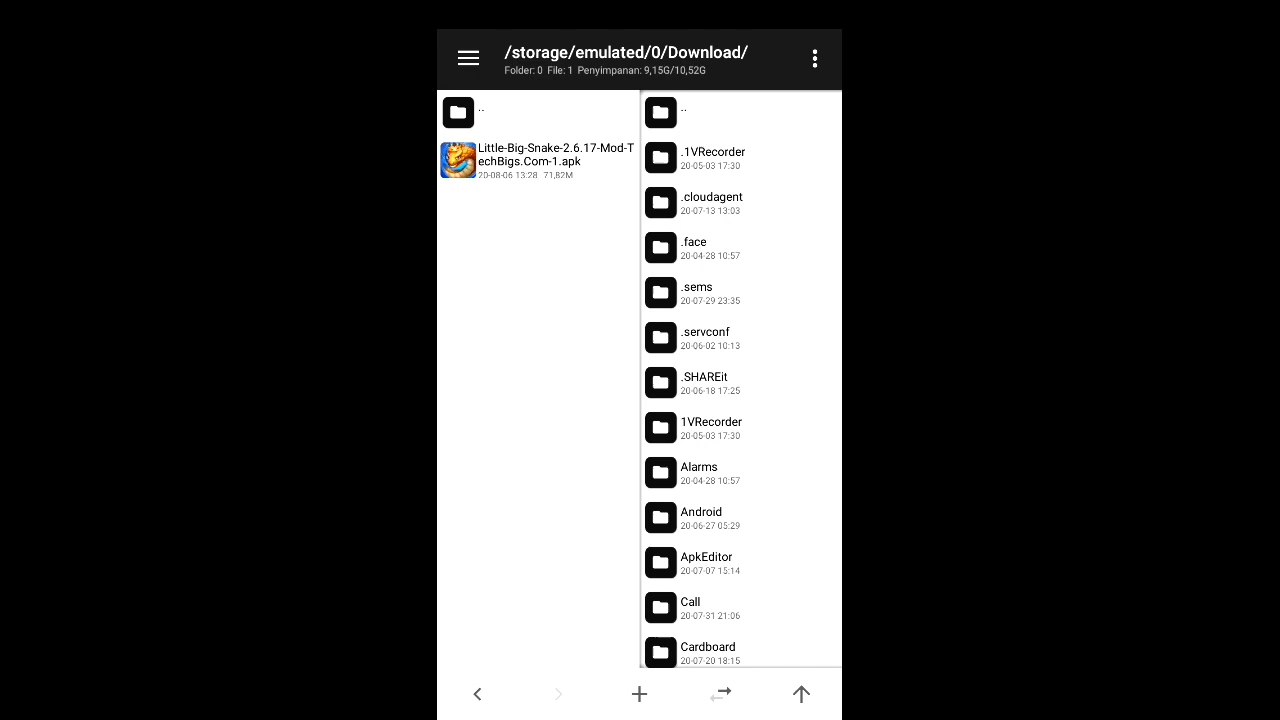 /storage/emulated/0/Download/
Folder: 0 File: 1 Penyimpanan: 9,15G/10,52G
..
Little-Big-Snake-2.6.17-Mod-T
echBigs.Com-1.apk
20-08-06 13:28 71,82M
..
.1VRecorder
20-05-03 17:30
.cloudagent
20-07-13 13:03
.face
20-04-28 10:57
.sems
20-07-29 23:35
.servconf
20-06-02 10:13
.SHAREit
20-06-18 17:25
1VRecorder
20-05-03 17:30
Alarms
20-04-28 10:57
Android
20-06-27 05:29
ApkEditor
20-07-07 15:14
Call
20-07-31 21:06
Cardboard
20-07-20 18:15